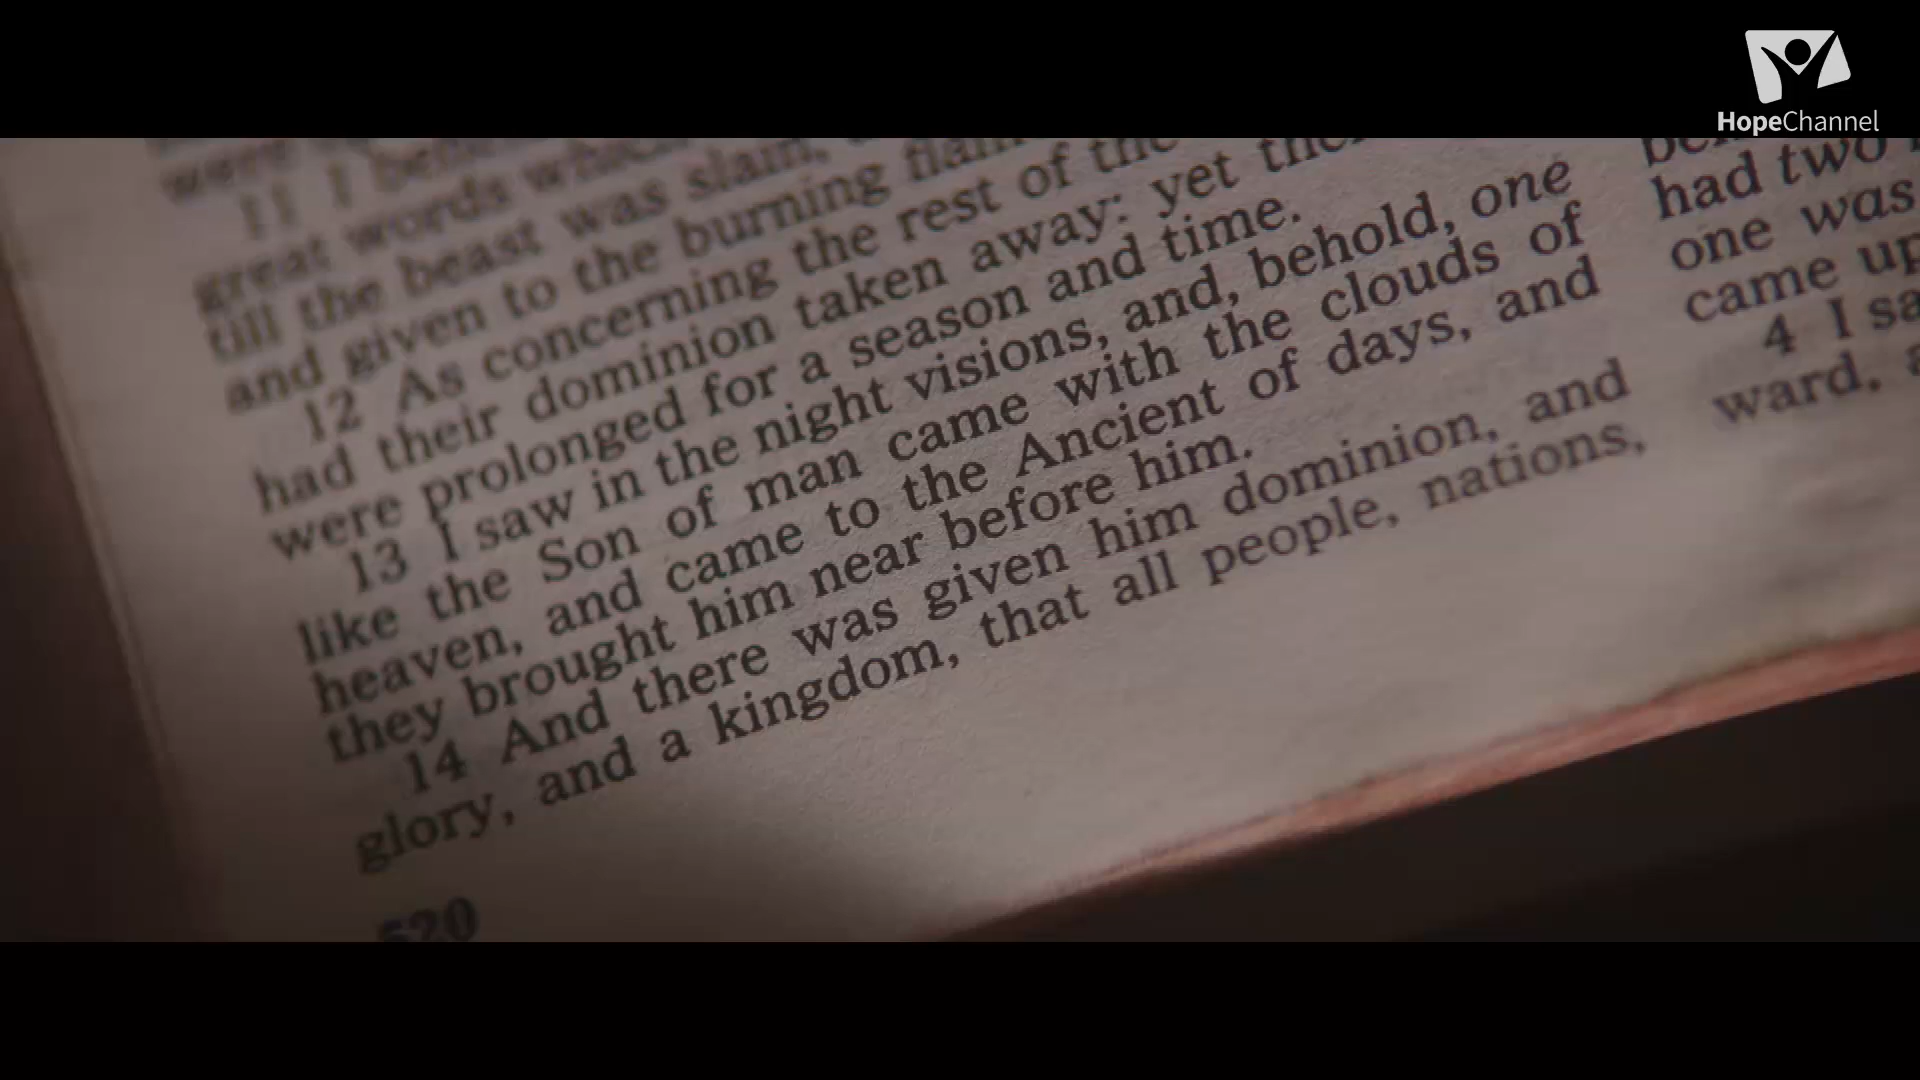 HopeChannel
were
11 I
great words
till the beast was slain,
and given to the burning
12 As concerning the rest of the
had their dominion taken away: yet
were prolonged for a season and time.
13 I saw in the night visions, and, behold, one
like the Son of man came with the clouds of
heaven, and came to the Ancient of days, and
they brought him near before him.
14 And there was given him dominion, and
glory, and a kingdom, that all people, nations,
520
had two
one was
came up
4 I